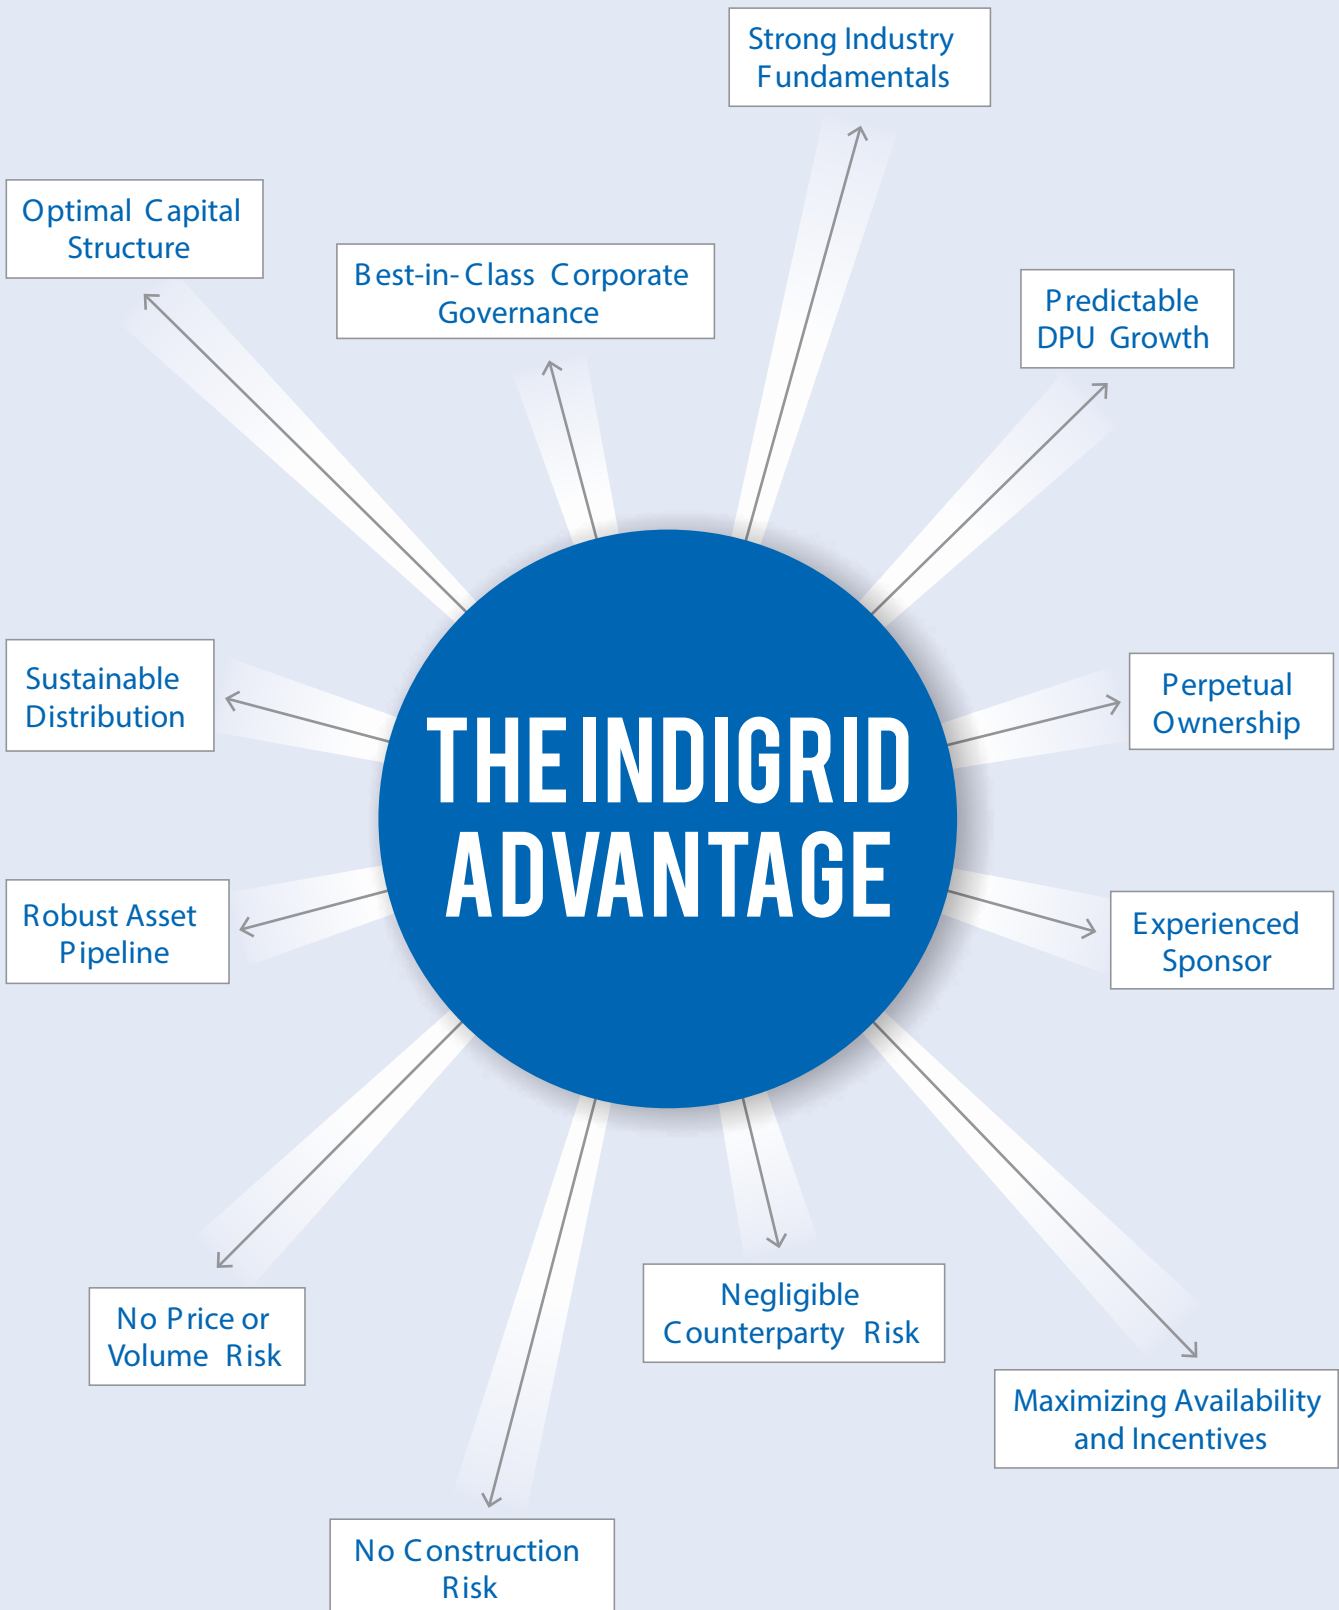 Strong Industry
Fundamentals
Optimal Capital
Structure
Best-in-Class Corporate
Governance
Predictable
DPU Growth
Sustainable
Distribution
Perpetual
Ownership
THE INDIGRID
ADVANTAGE
Robust Asset
Pipeline
Experienced
Sponsor
No Price or
Volume Risk
Negligible
Counterparty Risk
Maximizing Availability
and Incentives
No Construction
Risk